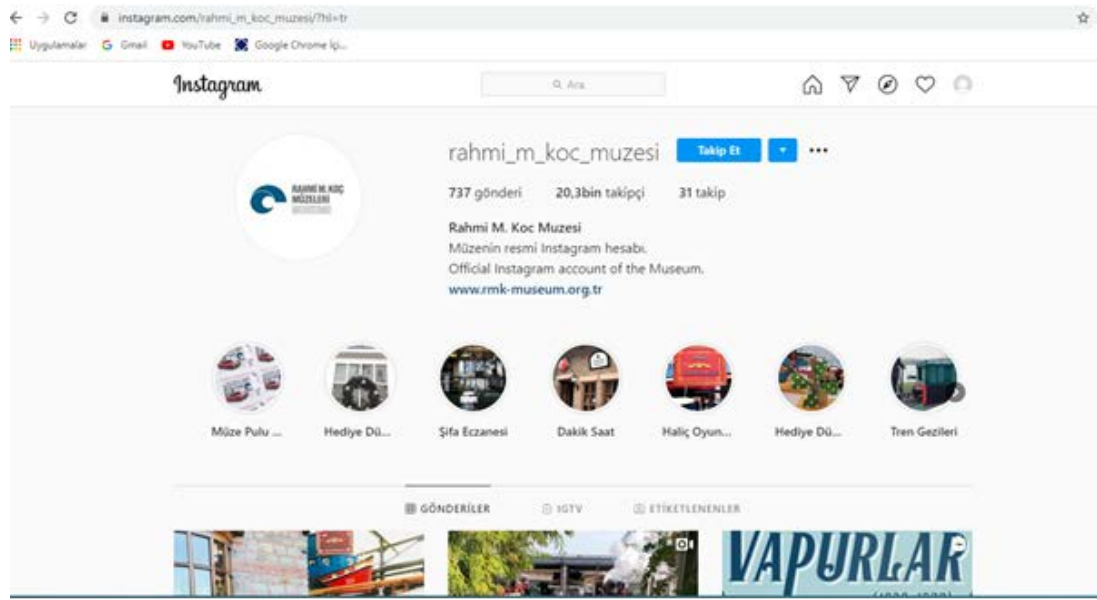 instagram.com/rahmi_m_koc_muzesi/?hl=tr
Uygulamalar Gmail YouTube Google Chrome İçi...
Instagram
Ara
rahmi_m_koc_muzesi Takip Et
737 gönderi 20,3bin takipçi 31 takip
RAHMİ M. KOÇ
MÜZELERİ
Rahmi M. Koc Muzesi
Müzenin resmi Instagram hesabı.
Official Instagram account of the Museum.
www.rmk-museum.org.tr
Müze Pulu ... Hediye Dü... Şifa Eczanesi Dakik Saat Haliç Oyun... Hediye Dü... Tren Gezileri
GÖNDERİLER IGTV ETİKETLENENLER
VAPURLAR